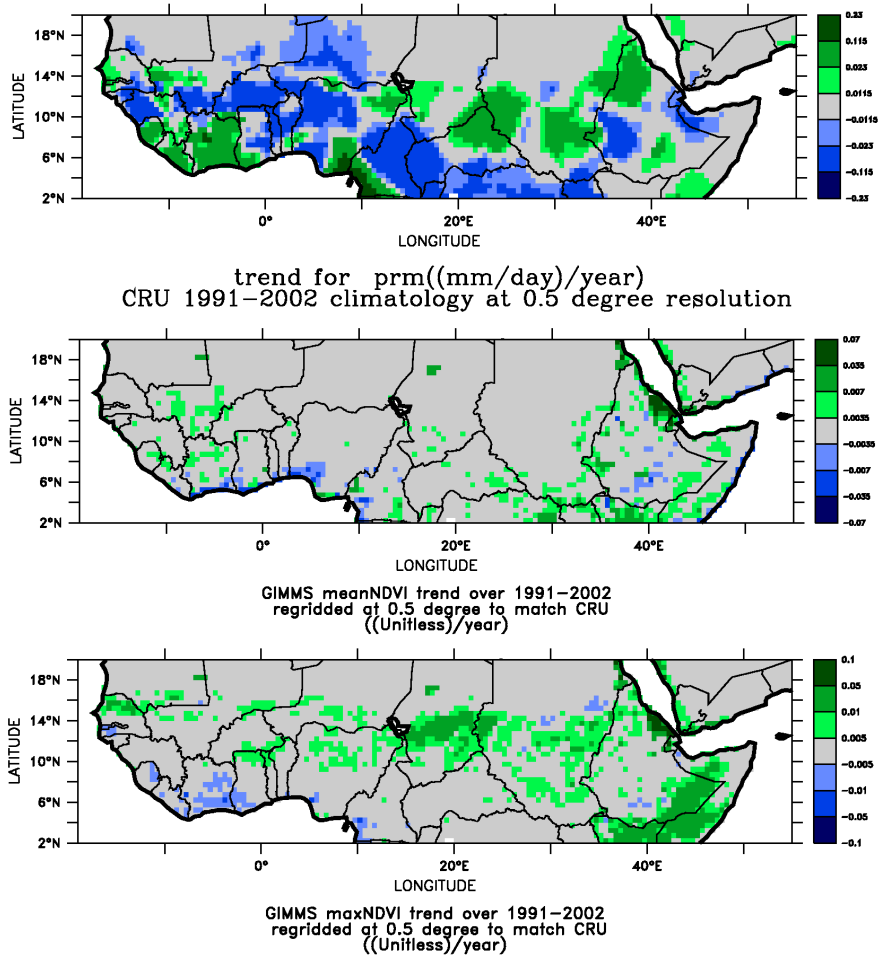 18°N
14°N
10°N
6°N
2°N
LATITUDE
0°
20°E
40°E
LONGITUDE
0.23
0.115
0.023
0.0115
-0.0115
-0.023
-0.115
-0.23
trend for prm((mm/day)/year)
CRU 1991-2002 climatology at 0.5 degree resolution
18°N
14°N
10°N
6°N
2°N
LATITUDE
0°
20°E
40°E
LONGITUDE
0.07
0.035
0.007
0.0035
-0.0035
-0.007
-0.035
-0.07
GIMMS meanNDVI trend over 1991-2002
regridded at 0.5 degree to match CRU
((Unitless)/year)
18°N
14°N
10°N
6°N
2°N
LATITUDE
0°
20°E
40°E
LONGITUDE
0.1
0.05
0.01
0.005
-0.005
-0.01
-0.05
-0.1
GIMMS maxNDVI trend over 1991-2002
regridded at 0.5 degree to match CRU
((Unitless)/year)